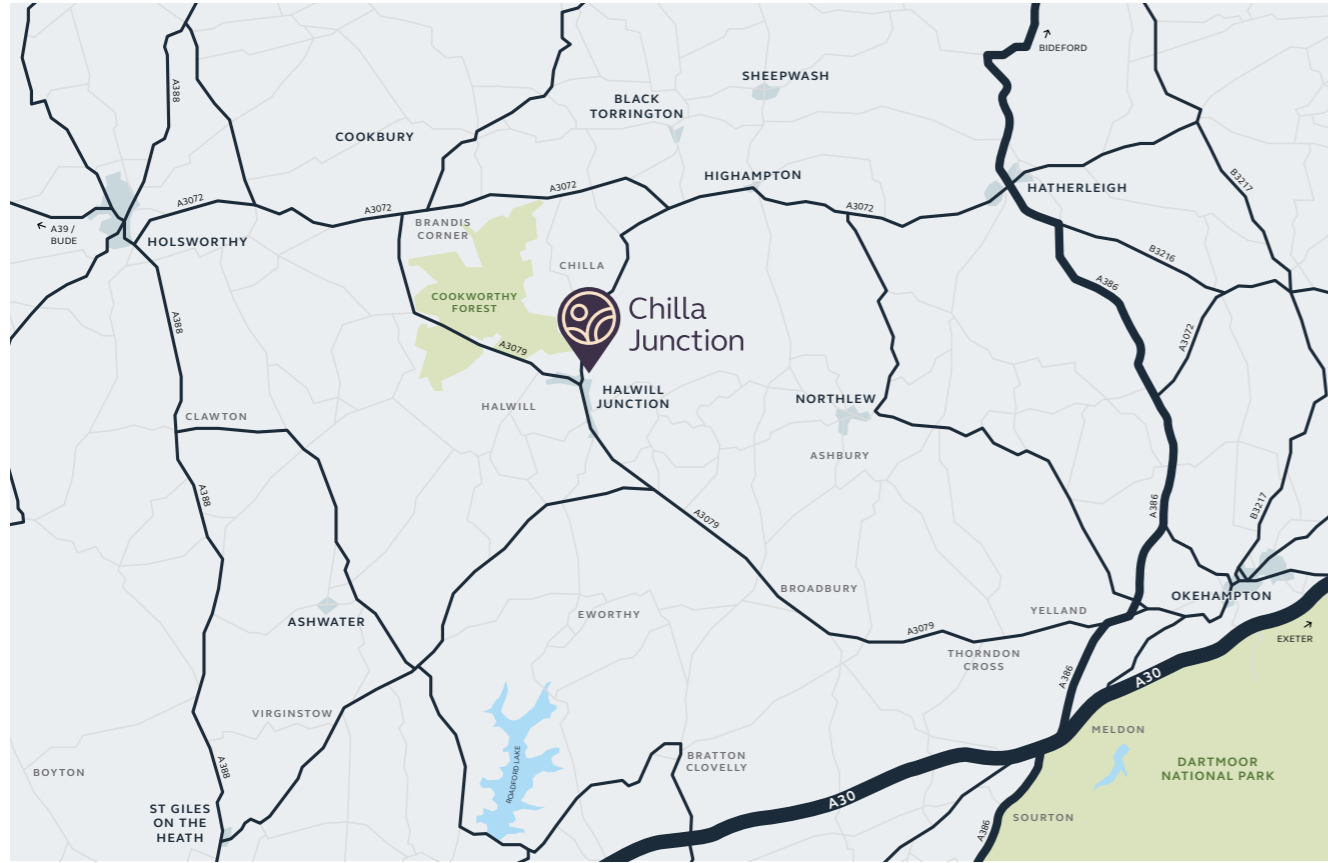 BIDEFORD
SHEEPWASH
A388
BLACK
TORRINGTON
COOKBURY
HIGHAMPTON
B3217
HATHERLEIGH
A3072
A3072
A3072
A3072
A39 /
BUDE
HOLSWORTHY
BRANDIS
CORNER
B3216
CHILLA
A386
COOKWORTHY
FOREST
Chilla
Junction
A388
A3079
A3072
HALWILL
JUNCTION
HALWILL
NORTHLEW
CLAWTON
ASHBURY
A388
A386
B3217
A3079
BROADBURY
OKEHAMPTON
YELLAND
EWORTHY
ASHWATER
A3079
EXETER
THORNDON
CROSS
A386
A30
VIRGINSTOW
MELDON
BRATTON
CLOVELLY
DARTMOOR
NATIONAL PARK
BOYTON
A388
ROADFORD LAKE
A30
ST GILES
ON THE
HEATH
SOURTON
A386